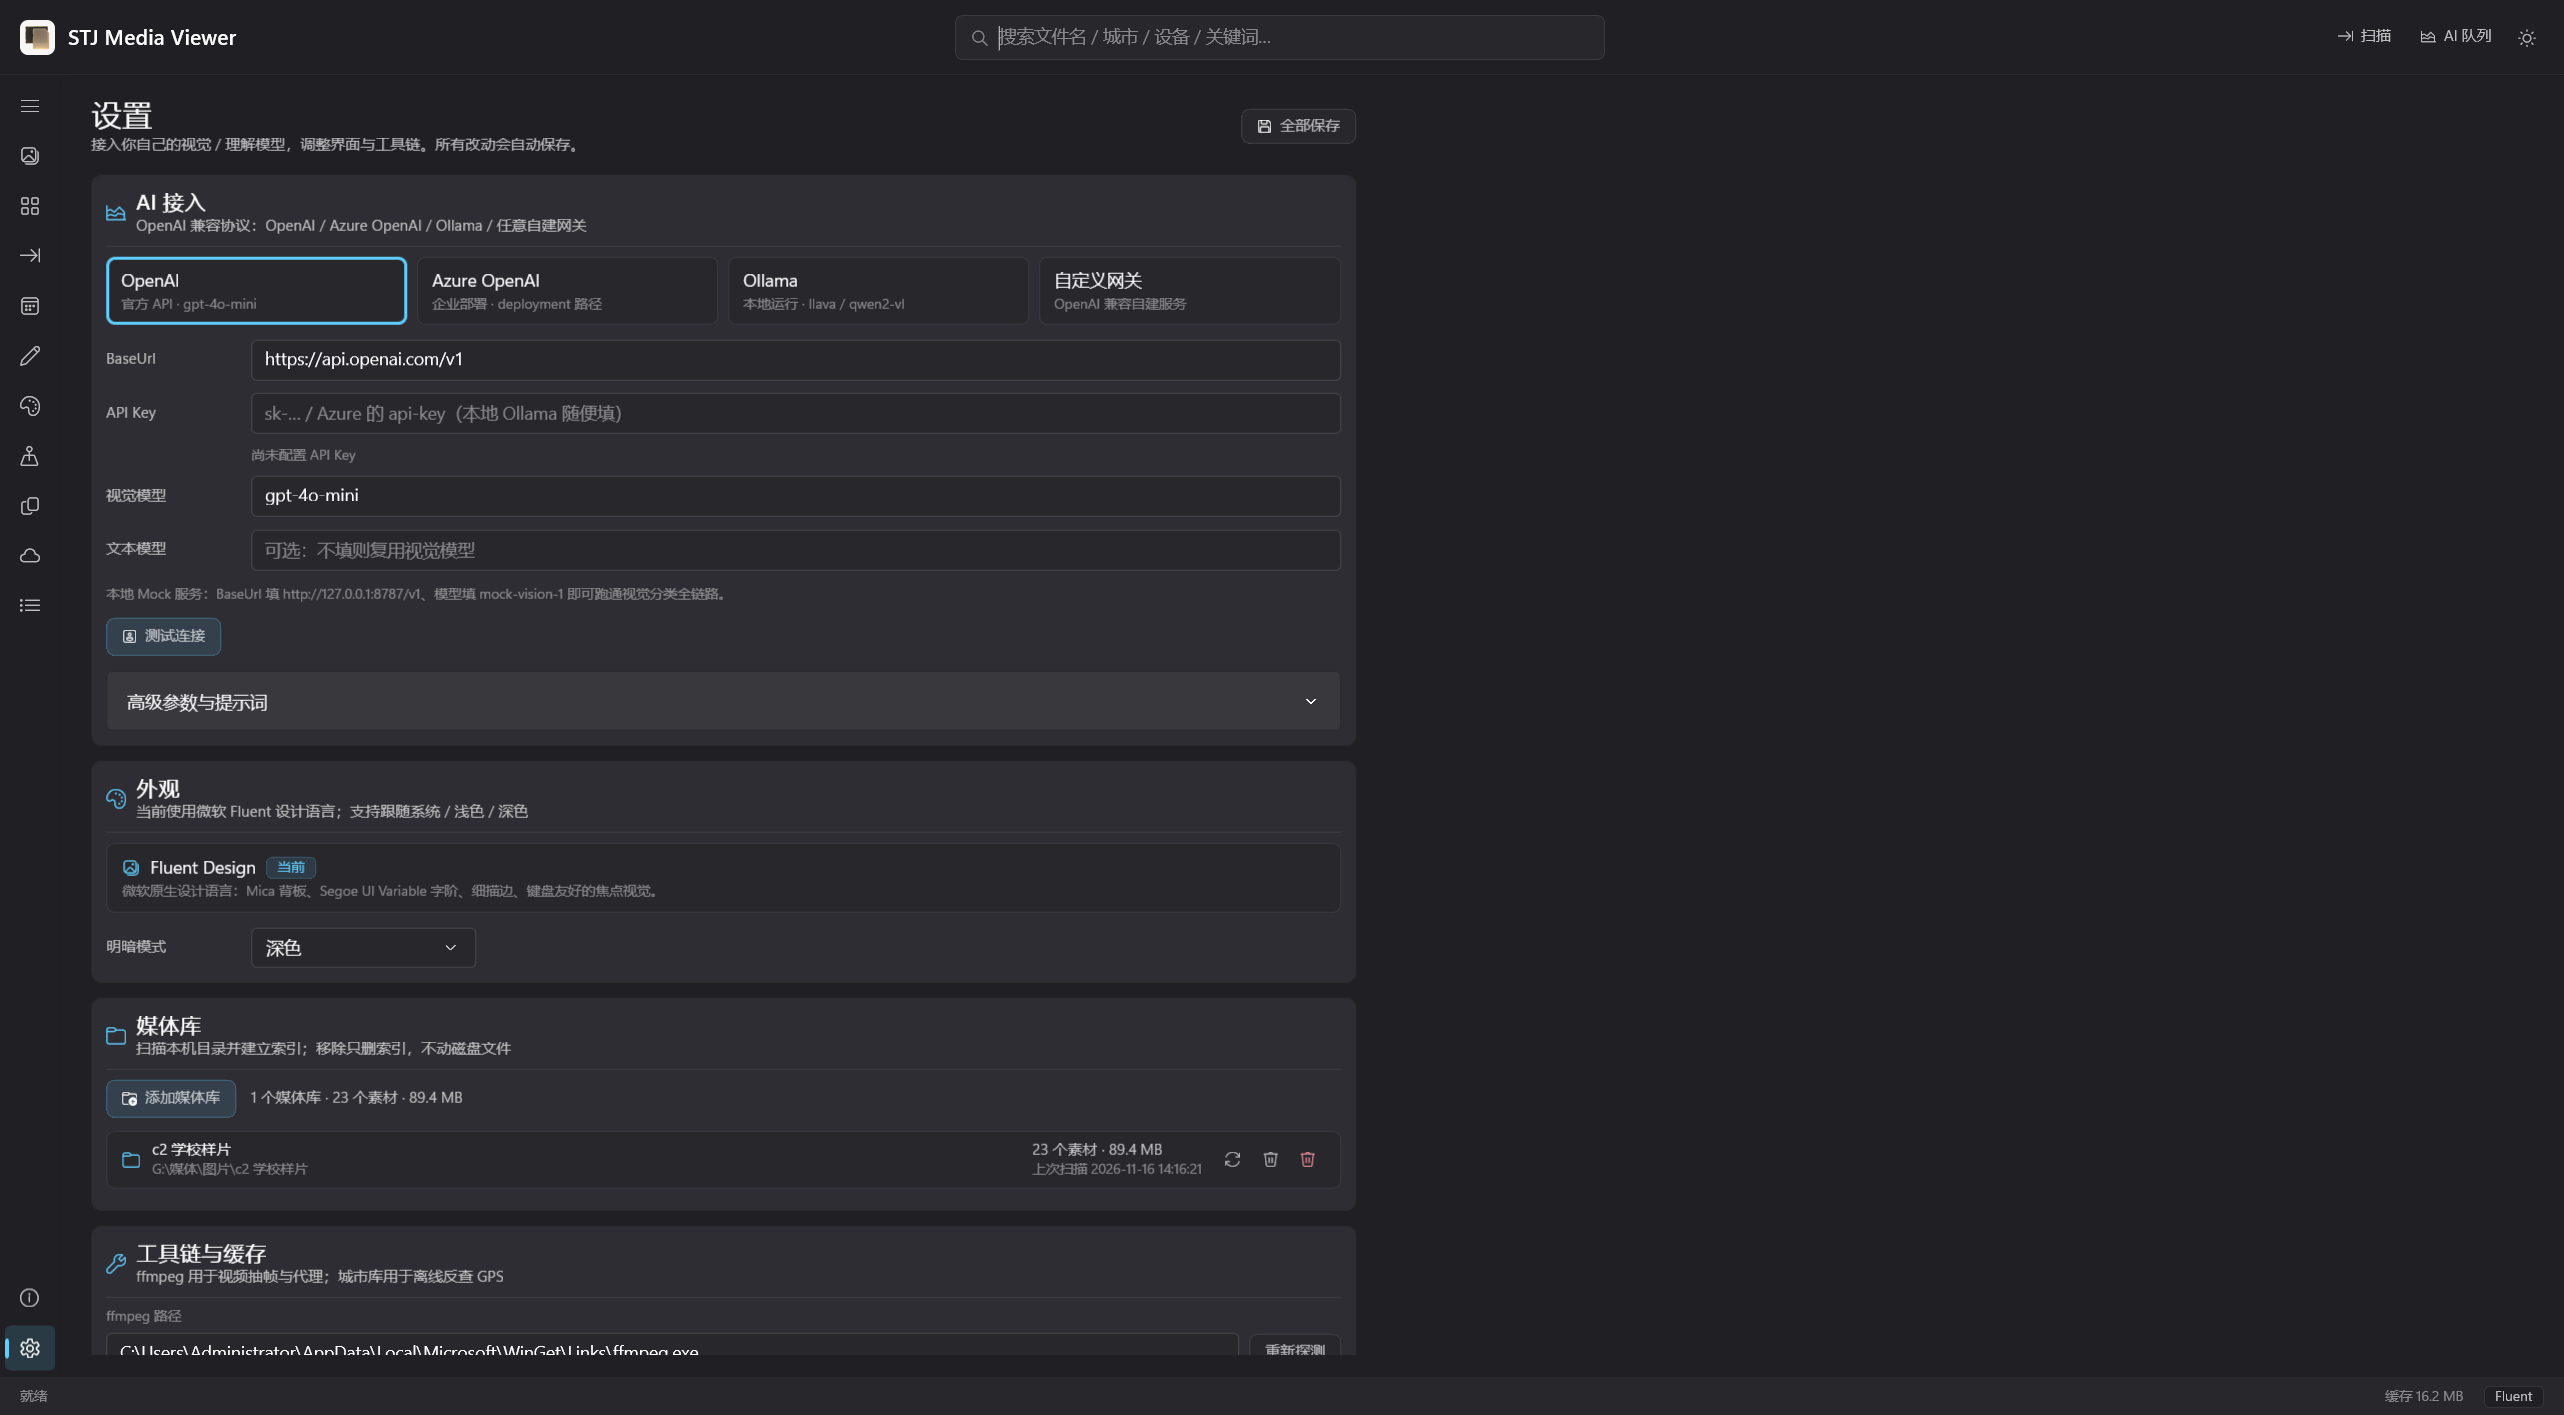 STJ Media Viewer
搜索文件名 / 城市 / 设备 / 关键词...
扫描
AI 队列
设置
接入你自己的视觉 / 理解模型，调整界面与工具链。所有改动会自动保存。
全部保存
AI 接入
OpenAI 兼容协议：OpenAI / Azure OpenAI / Ollama / 任意自建网关
OpenAI
官方 API · gpt-4o-mini
Azure OpenAI
企业部署 · deployment 路径
Ollama
本地运行 · llava / qwen2-vl
自定义网关
OpenAI 兼容自建服务
BaseUrl
https://api.openai.com/v1
API Key
sk-... / Azure 的 api-key（本地 Ollama 随便填）
尚未配置 API Key
视觉模型
gpt-4o-mini
文本模型
可选：不填则复用视觉模型
本地 Mock 服务：BaseUrl 填 http://127.0.0.1:8787/v1、模型填 mock-vision-1 即可跑通视觉分类全链路。
测试连接
高级参数与提示词
外观
当前使用微软 Fluent 设计语言；支持跟随系统 / 浅色 / 深色
Fluent Design
当前
微软原生设计语言：Mica 背板、Segoe UI Variable 字阶、细描边、键盘友好的焦点视觉。
明暗模式
深色
媒体库
扫描本机目录并建立索引；移除只删索引，不动磁盘文件
添加媒体库
1 个媒体库 · 23 个素材 · 89.4 MB
c2 学校样片
G:\媒体\图片\c2 学校样片
23 个素材 · 89.4 MB
上次扫描 2026-11-16 14:16:21
工具链与缓存
ffmpeg 用于视频抽帧与代理；城市库用于离线反查 GPS
ffmpeg 路径
C:\Users\Administrator\AppData\Local\Microsoft\WinGet\Links\ffmpeg.exe
重新探测
就绪
缓存 16.2 MB
Fluent